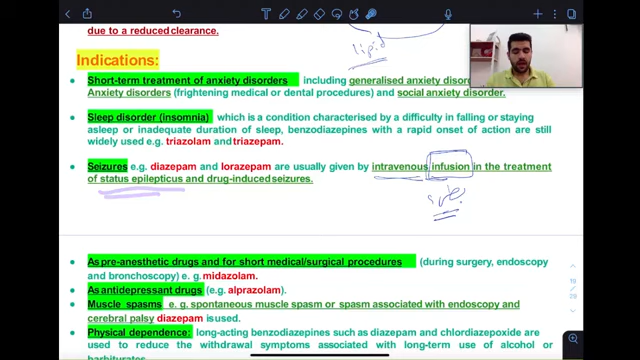 due to a reduced clearance.
lipid
Indications:
Short-term treatment of anxiety disorders including generalised anxiety
Anxiety disorders (frightening medical or dental procedures) and social anxiety disorder.
Sleep disorder (insomnia) which is a condition characterised by a difficulty in falling or staying
asleep or inadequate duration of sleep, benzodiazepines with a rapid onset of action are still
widely used e.g. triazolam and triazepam.
Seizures e.g. diazepam and lorazepam are usually given by intravenous infusion in the treatment
of status epilepticus and drug-induced seizures.
As pre-anesthetic drugs and for short medical/surgical procedures (during surgery, endoscopy
and bronchoscopy) e. g. midazolam.
As antidepressant drugs (e.g. alprazolam).
Muscle spasms e. g. spontaneous muscle spasm or spasm associated with endoscopy and
cerebral palsy diazepam isused.
Physical dependence: long-acting benzodiazepines such as diazepam and chlordiazepoxide are
used to reduce the withdrawal symptoms associated with long-term use of alcohol or
barbiturates.
19
28